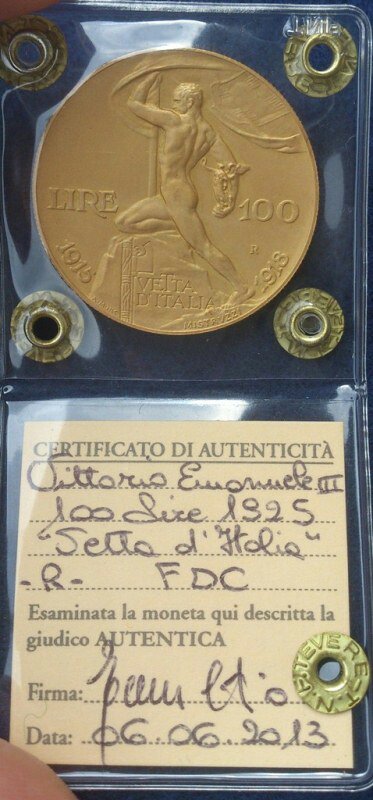 LIRE 100
R
1915 1918
VETTA
D'ITALIA
MISTRUZZI
CERTIFICATO DI AUTENTICITÀ
Vittorio Emanuele III
100 Lire 1925
"Vetta d'Italia"
-R- FDC
Esaminata la moneta qui descritta la
giudico AUTENTICA
Firma:
Data: 06.06.2013